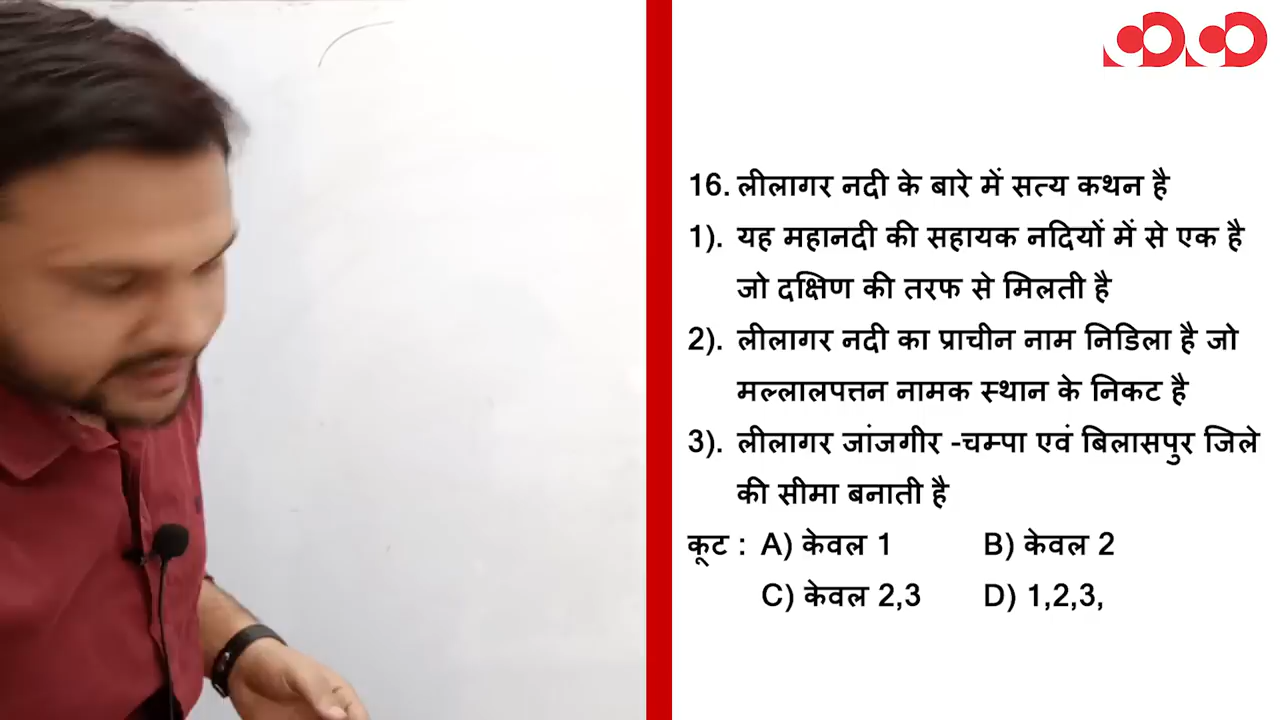 16. लीलागर नदी के बारे में सत्य कथन है
1). यह महानदी की सहायक नदियों में से एक है
जो दक्षिण की तरफ से मिलती है
2). लीलागर नदी का प्राचीन नाम निडिला है जो
मल्लालपत्तन नामक स्थान के निकट है
3). लीलागर जांजगीर -चम्पा एवं बिलासपुर जिले
की सीमा बनाती है
कूट : A) केवल 1 B) केवल 2
C) केवल 2,3 D) 1,2,3,